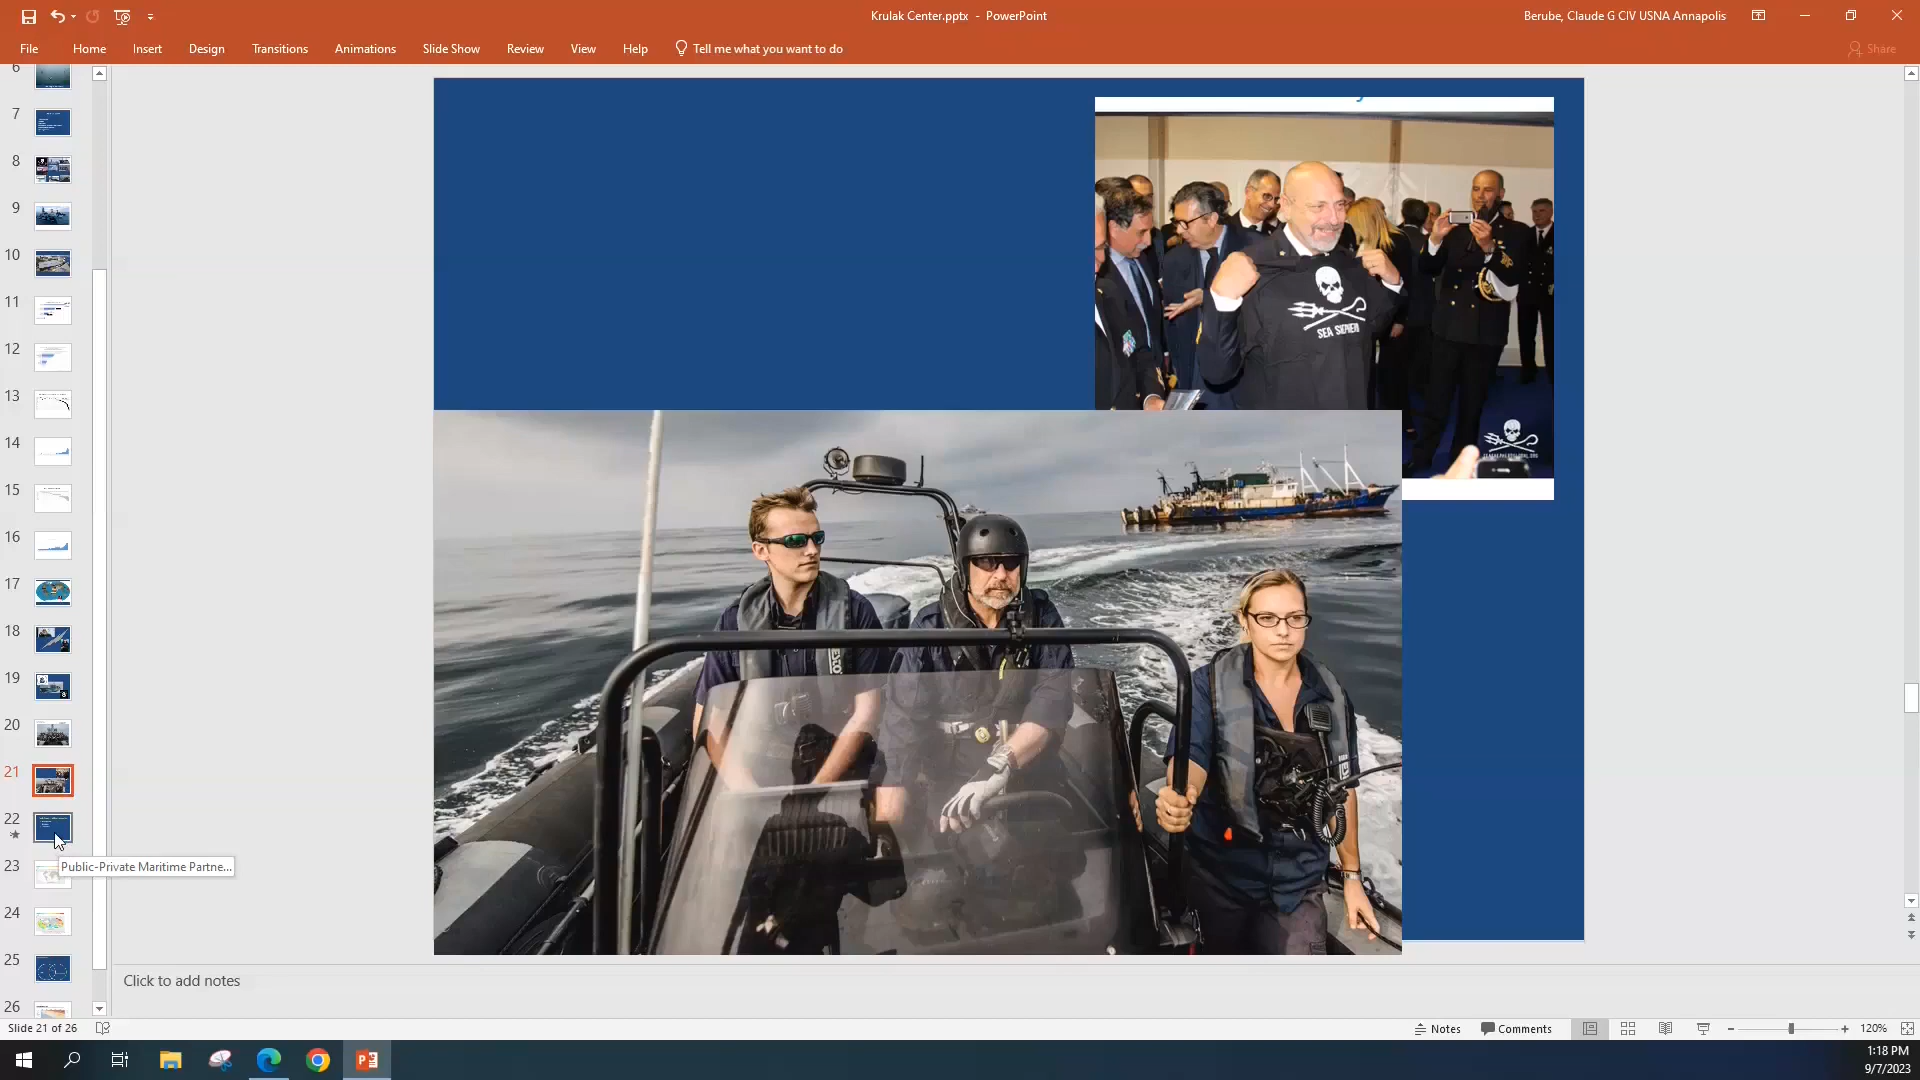 Krulak Center.pptx - PowerPoint
Berube, Claude G CIV USNA Annapolis
File Home Insert Design Transitions Animations Slide Show Review View Help Tell me what you want to do
Share
6
7
8
9
10
11
12
13
14
15
16
17
18
19
20
21
22
Public-Private Maritime Partne...
23
24
25
26
SEA SHEPHERD
Click to add notes
Slide 21 of 26
Notes Comments 120%
1:18 PM
9/7/2023